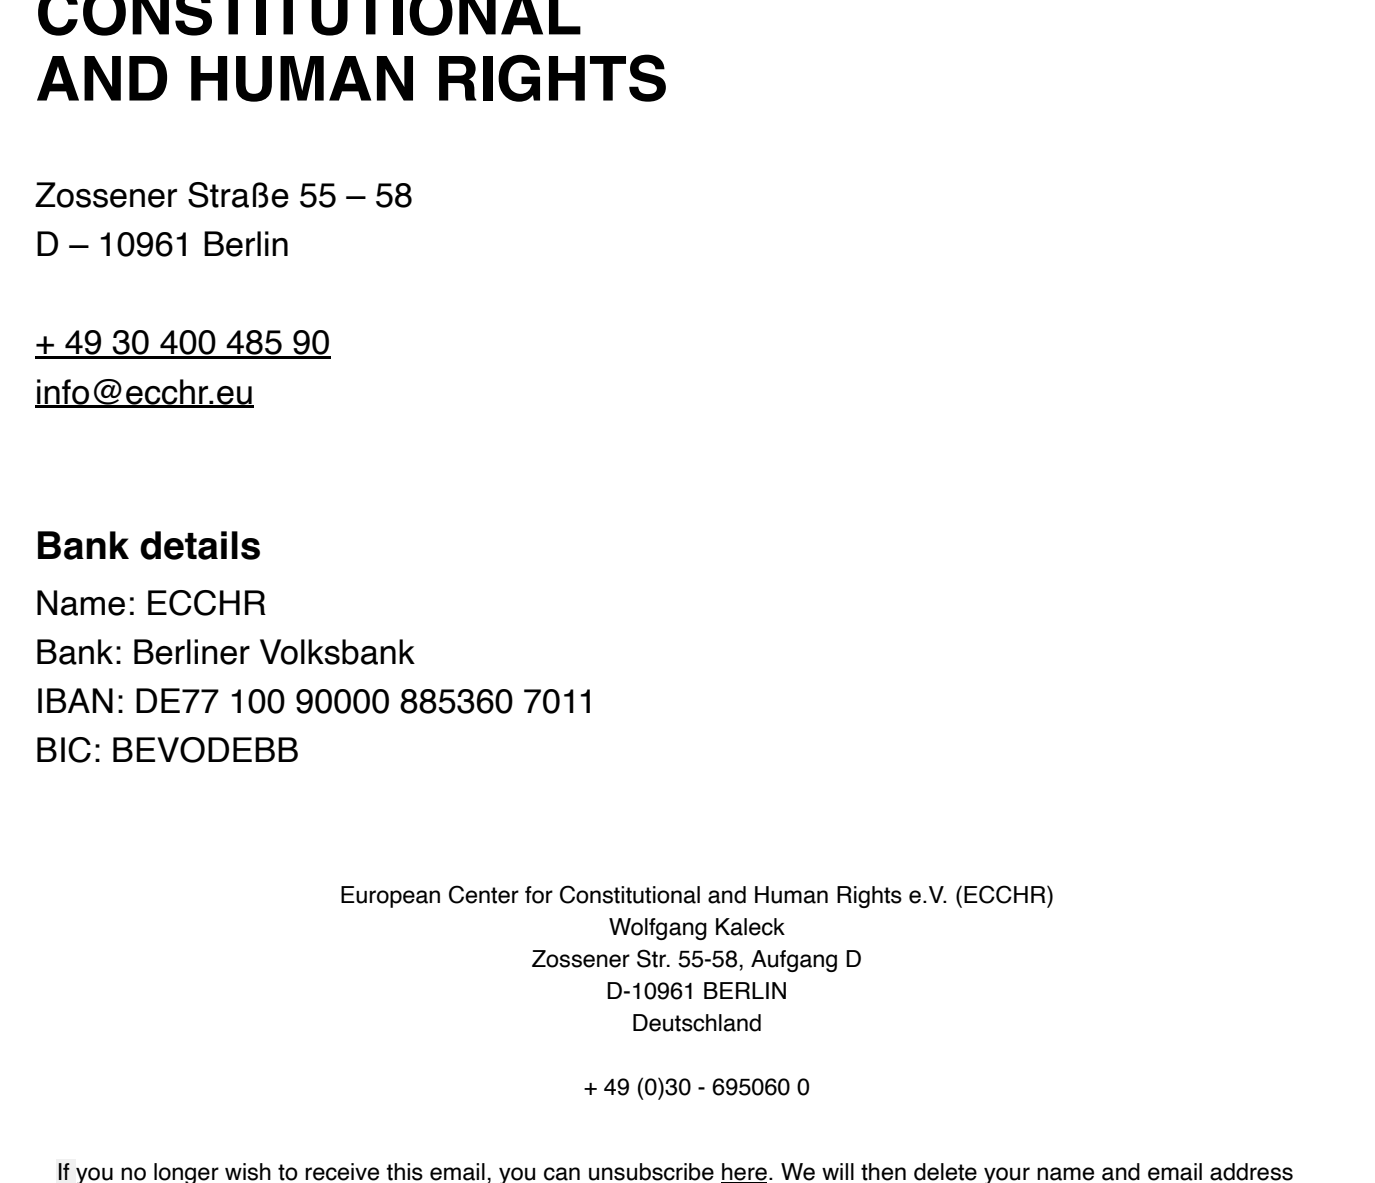 CONSTITUTIONAL
AND HUMAN RIGHTS
Zossener Straße 55 – 58
D – 10961 Berlin
+ 49 30 400 485 90
info@ecchr.eu
Bank details
Name: ECCHR
Bank: Berliner Volksbank
IBAN: DE77 100 90000 885360 7011
BIC: BEVODEBB
European Center for Constitutional and Human Rights e.V. (ECCHR)
Wolfgang Kaleck
Zossener Str. 55-58, Aufgang D
D-10961 BERLIN
Deutschland
+ 49 (0)30 - 695060 0
If you no longer wish to receive this email, you can unsubscribe here. We will then delete your name and email address